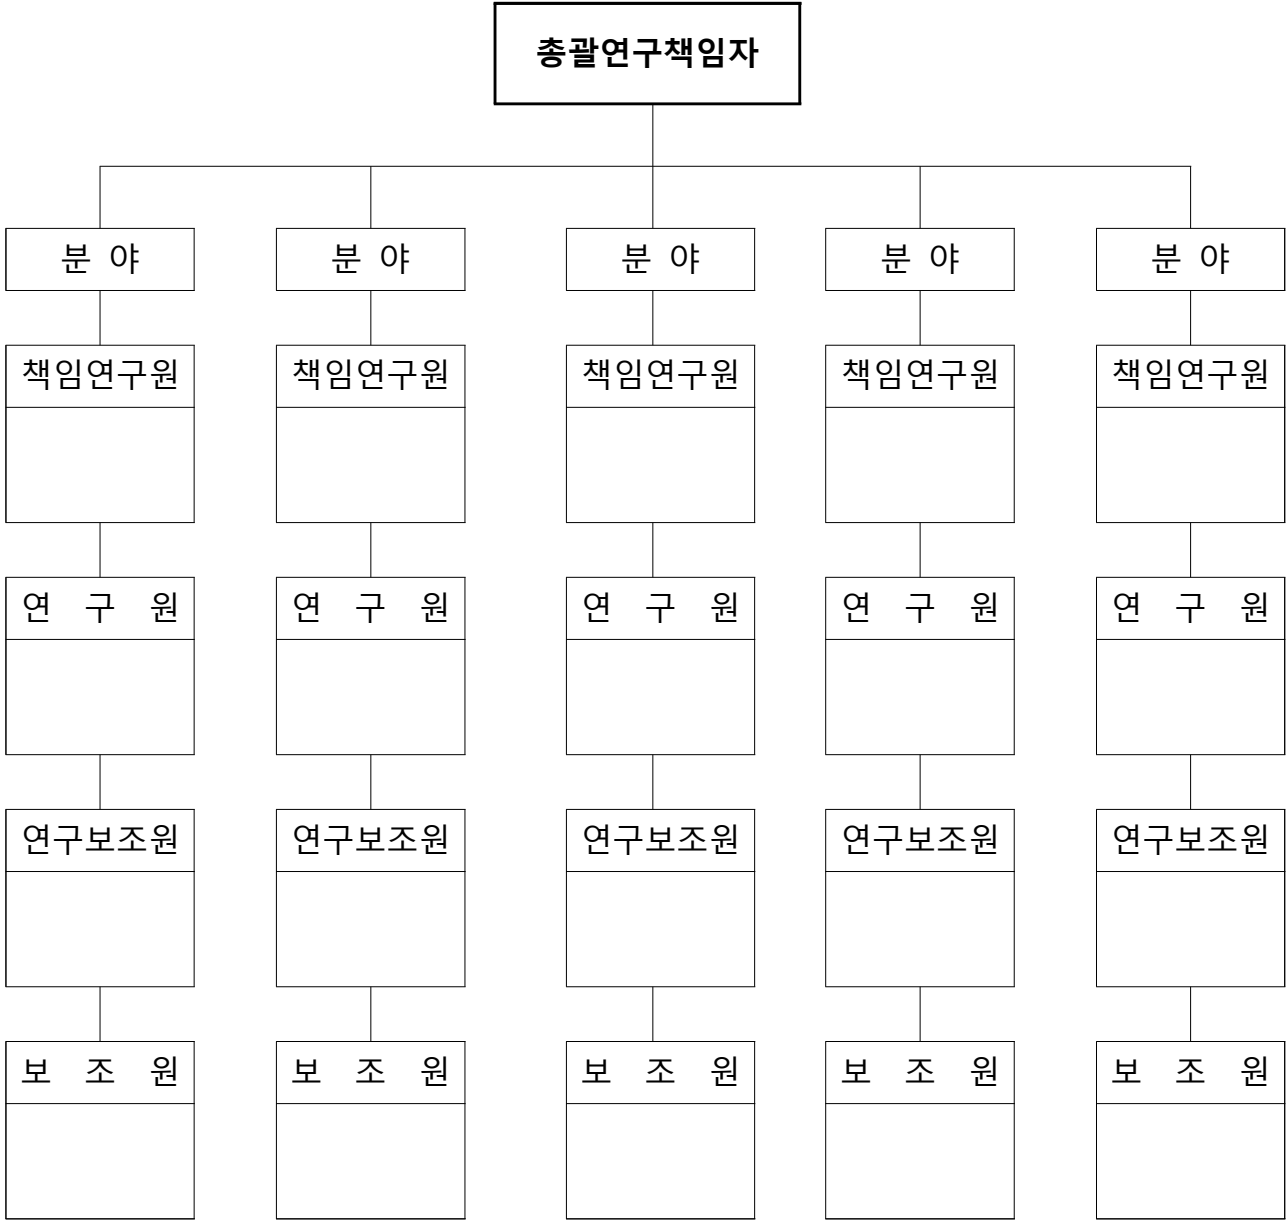 총괄연구책임자
분 야 분 야 분 야 분 야 분 야
책임연구원 책임연구원 책임연구원 책임연구원 책임연구원
연 구 원 연 구 원 연 구 원 연 구 원 연 구 원
연구보조원 연구보조원 연구보조원 연구보조원 연구보조원
보 조 원 보 조 원 보 조 원 보 조 원 보 조 원